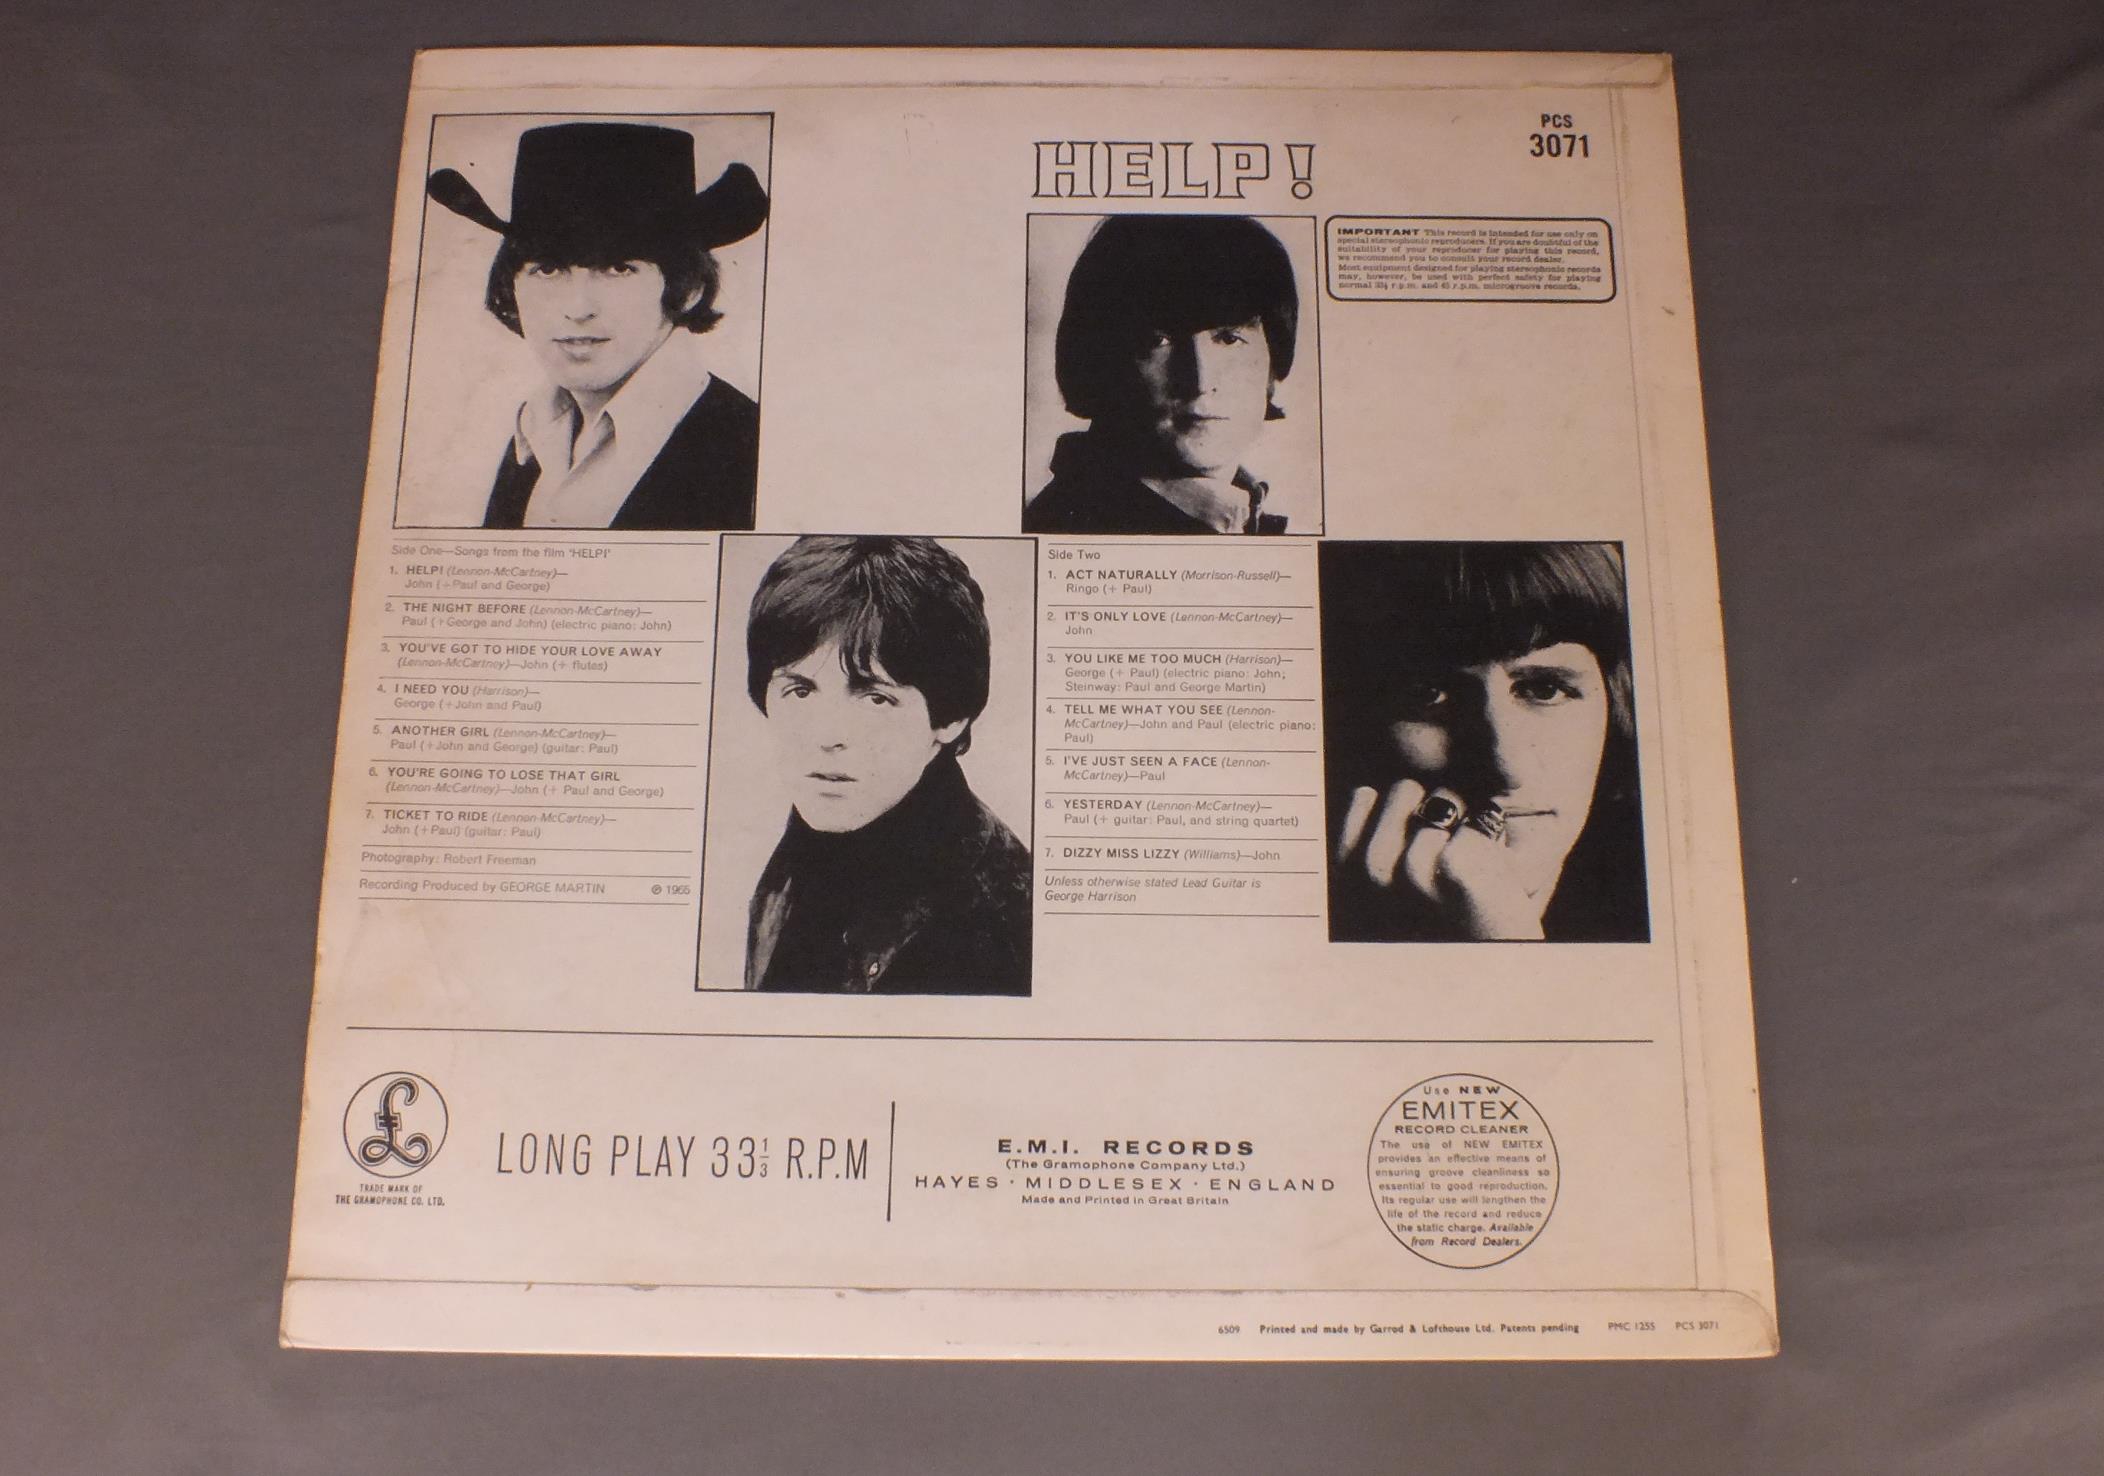 PCS
3071
HELP!
IMPORTANT This record is intended for use only on
special stereophonic reproducers. If you are doubtful of the
suitability of your reproducer for playing this record,
we recommend you to consult your record dealer.
Most equipment designed for playing stereophonic records
may, however, be used with perfect safety for playing
normal 33⅓ r.p.m. and 45 r.p.m. microgroove records.
Side One—Songs from the film 'HELP!'
1. HELP! (Lennon-McCartney)—
John (+Paul and George)
2. THE NIGHT BEFORE (Lennon-McCartney)—
Paul (+George and John) (electric piano: John)
3. YOU'VE GOT TO HIDE YOUR LOVE AWAY
(Lennon-McCartney)—John (+ flutes)
4. I NEED YOU (Harrison)—
George (+John and Paul)
5. ANOTHER GIRL (Lennon-McCartney)—
Paul (+John and George) (guitar: Paul)
6. YOU'RE GOING TO LOSE THAT GIRL
(Lennon-McCartney)—John (+ Paul and George)
7. TICKET TO RIDE (Lennon-McCartney)—
John (+Paul) (guitar: Paul)
Photography: Robert Freeman
Recording Produced by GEORGE MARTIN ℗ 1965
Side Two
1. ACT NATURALLY (Morrison-Russell)—
Ringo (+ Paul)
2. IT'S ONLY LOVE (Lennon-McCartney)—
John
3. YOU LIKE ME TOO MUCH (Harrison)—
George (+ Paul) (electric piano: John;
Steinway: Paul and George Martin)
4. TELL ME WHAT YOU SEE (Lennon-
McCartney)—John and Paul (electric piano:
Paul)
5. I'VE JUST SEEN A FACE (Lennon-
McCartney)—Paul
6. YESTERDAY (Lennon-McCartney)—
Paul (+ guitar: Paul, and string quartet)
7. DIZZY MISS LIZZY (Williams)—John
Unless otherwise stated Lead Guitar is
George Harrison
£
TRADE MARK OF
THE GRAMOPHONE CO. LTD.
LONG PLAY 33⅓ R.P.M
E.M.I. RECORDS
(The Gramophone Company Ltd.)
HAYES · MIDDLESEX · ENGLAND
Made and Printed in Great Britain
Use NEW
EMITEX
RECORD CLEANER
The use of NEW EMITEX
provides an effective means of
ensuring groove cleanliness so
essential to good reproduction.
Its regular use will lengthen the
life of the record and reduce
the static charge. Available
from Record Dealers.
6509 Printed and made by Garrod & Lofthouse Ltd. Patents pending PMC 1255 PCS 3071